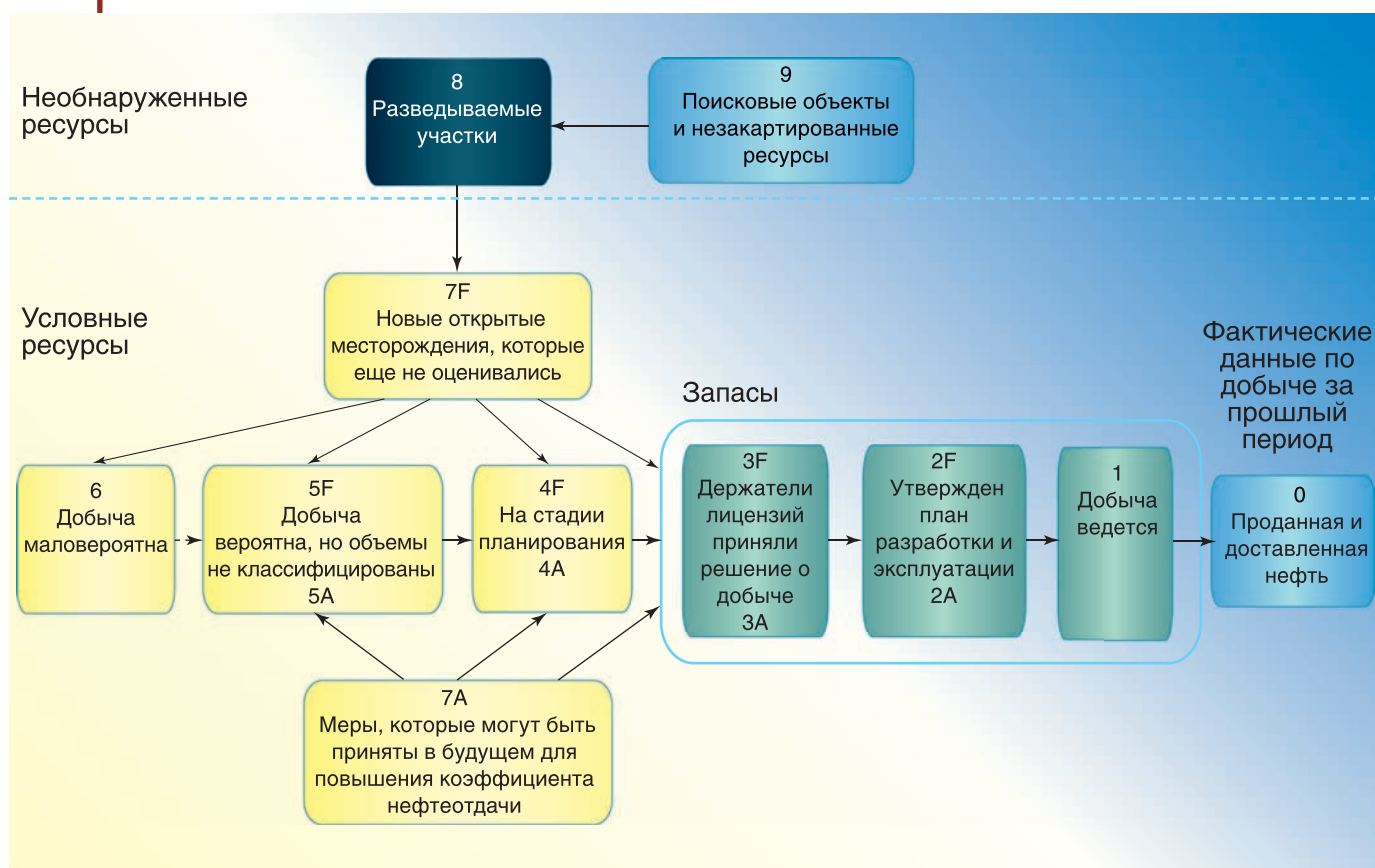 Необнаруженные
ресурсы
8
Разведываемые
участки
9
Поисковые объекты
и незакартированные
ресурсы
Условные
ресурсы
7F
Новые открытые
месторождения, которые
еще не оценивались
Запасы
Фактические
данные по
добыче за
прошлый
период
6
Добыча
маловероятна
5F
Добыча
вероятна, но объемы
не классифицированы
5A
4F
На стадии
планирования
4A
3F
Держатели
лицензий
приняли
решение о
добыче
3A
2F
Утвержден
план
разработки и
эксплуатации
2A
1
Добыча
ведется
0
Проданная и
доставленная
нефть
7A
Меры, которые могут быть
приняты в будущем для
повышения коэффициента
нефтеотдачи